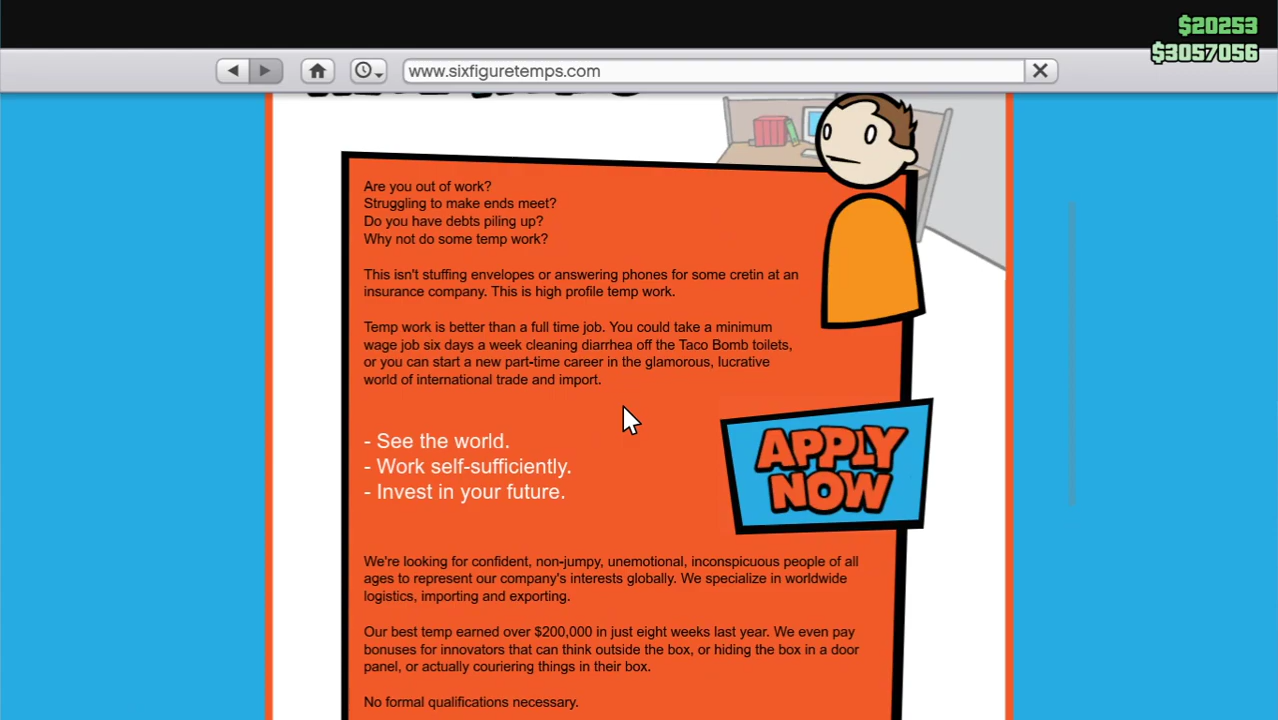 $20253
$3057056
www.sixfiguretemps.com
Are you out of work?
Struggling to make ends meet?
Do you have debts piling up?
Why not do some temp work?
This isn't stuffing envelopes or answering phones for some cretin at an
insurance company. This is high profile temp work.
Temp work is better than a full time job. You could take a minimum
wage job six days a week cleaning diarrhea off the Taco Bomb toilets,
or you can start a new part-time career in the glamorous, lucrative
world of international trade and import.
- See the world.
- Work self-sufficiently.
- Invest in your future.
APPLY
NOW
We're looking for confident, non-jumpy, unemotional, inconspicuous people of all
ages to represent our company's interests globally. We specialize in worldwide
logistics, importing and exporting.
Our best temp earned over $200,000 in just eight weeks last year. We even pay
bonuses for innovators that can think outside the box, or hiding the box in a door
panel, or actually couriering things in their box.
No formal qualifications necessary.